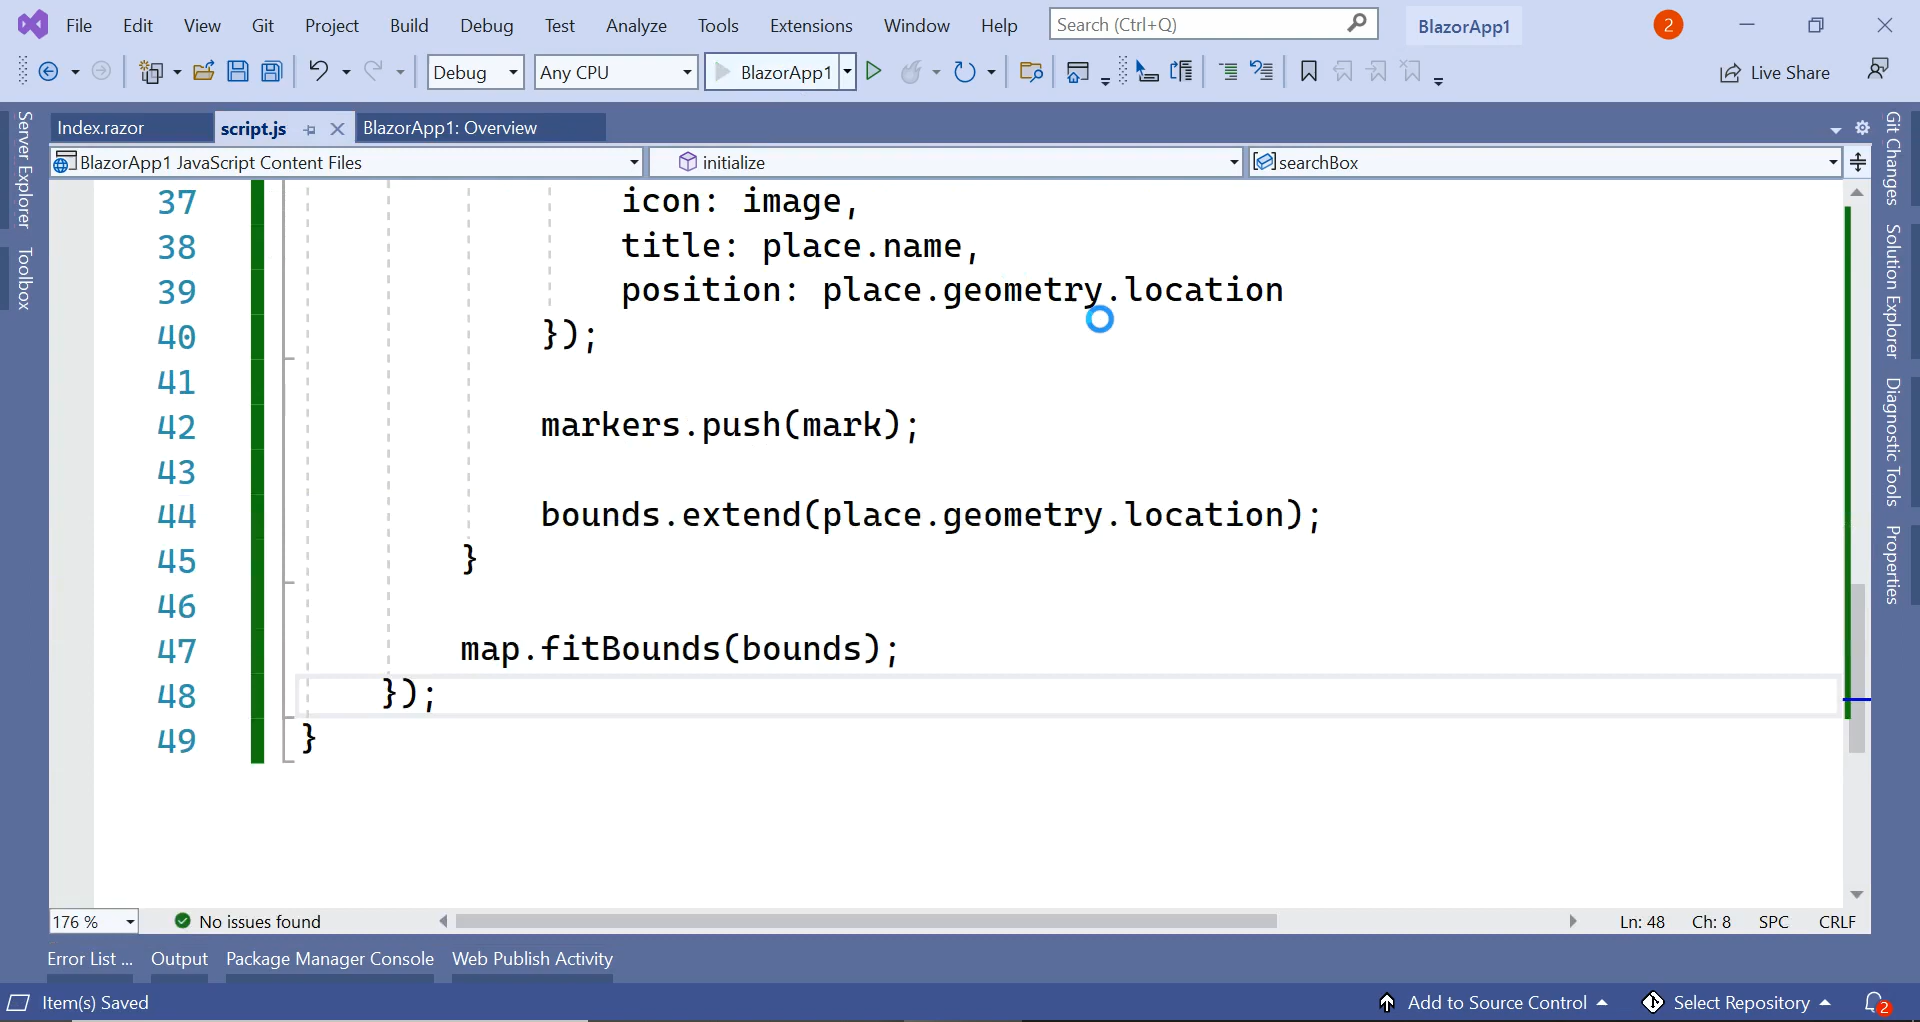 File Edit View Git Project Build Debug Test Analyze Tools Extensions Window Help Search (Ctrl+Q) BlazorApp1 2
Debug Any CPU BlazorApp1 Live Share
Index.razor script.js BlazorApp1: Overview
BlazorApp1 JavaScript Content Files initialize searchBox
Server Explorer
Toolbox
37 icon: image,
38 title: place.name,
39 position: place.geometry.location
40 });
41
42 markers.push(mark);
43
44 bounds.extend(place.geometry.location);
45 }
46
47 map.fitBounds(bounds);
48 });
49 }
Git Changes
Solution Explorer
Diagnostic Tools
Properties
176 % No issues found Ln: 48 Ch: 8 SPC CRLF
Error List ... Output Package Manager Console Web Publish Activity
Item(s) Saved Add to Source Control Select Repository 2